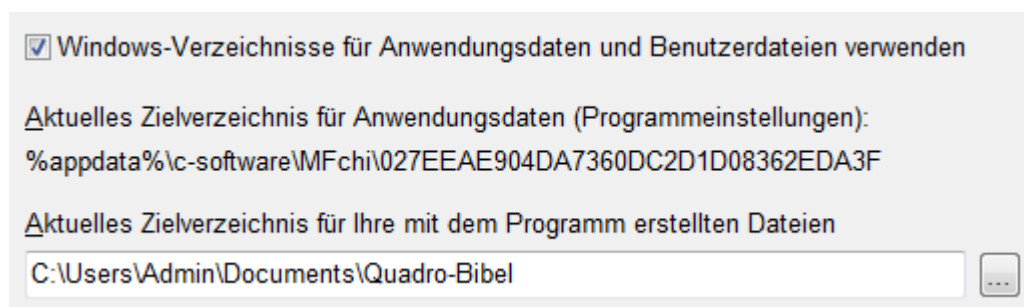 Windows-Verzeichnisse für Anwendungsdaten und Benutzerdateien verwenden
Aktuelles Zielverzeichnis für Anwendungsdaten (Programmeinstellungen):
%appdata%\c-software\MFchi\027EEAE904DA7360DC2D1D08362EDA3F
Aktuelles Zielverzeichnis für Ihre mit dem Programm erstellten Dateien
C:\Users\Admin\Documents\Quadro-Bibel
...